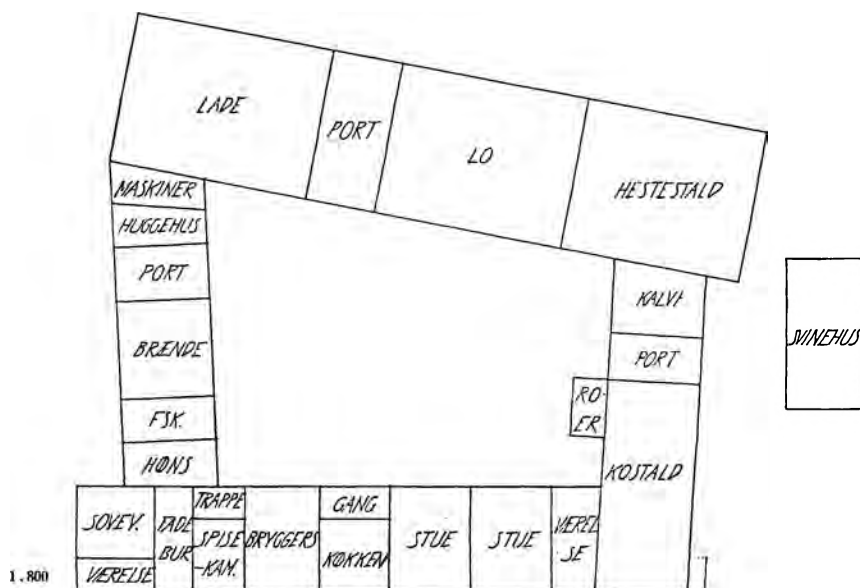 LADE
PORT
LO
HESTESTALD
MASKINER
HUGGEHUS
PORT
BRÆNDE
FSK.
HØNS
KALVE
PORT
RO-
ER
KOSTALD
SVINEHUS
SOVEV.
VÆRELSE
FADE
BUR
TRAPPE
SPISE
-KAM.
BRYGGERS
GANG
KØKKEN
STUE
STUE
VÆREL
SE
1.800